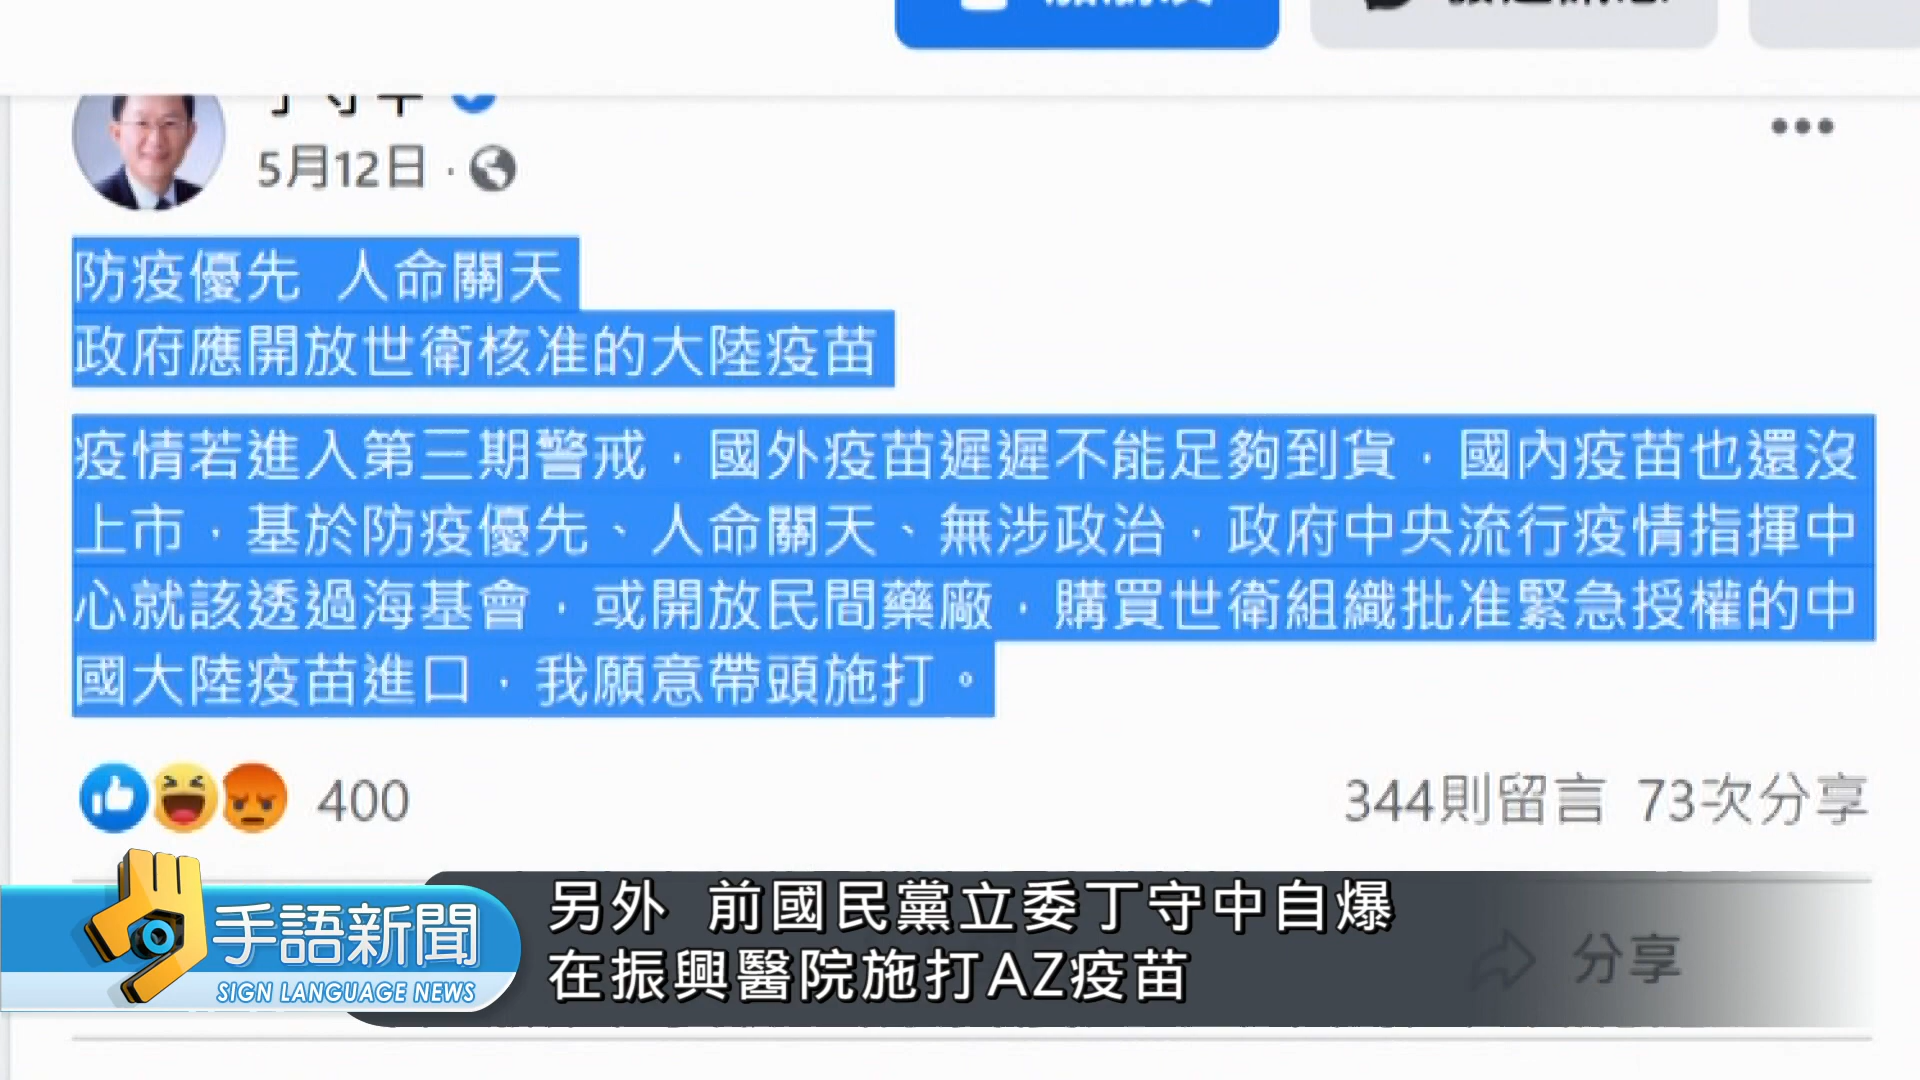 丁守中
5月12日
防疫優先 人命關天
政府應開放世衛核准的大陸疫苗
疫情若進入第三期警戒，國外疫苗遲遲不能足夠到貨，國內疫苗也還沒
上市，基於防疫優先、人命關天、無涉政治，政府中央流行疫情指揮中
心就該透過海基會，或開放民間藥廠，購買世衛組織批准緊急授權的中
國大陸疫苗進口，我願意帶頭施打。
400
344則留言 73次分享
分享
手語新聞
SIGN LANGUAGE NEWS
另外 前國民黨立委丁守中自爆
在振興醫院施打AZ疫苗